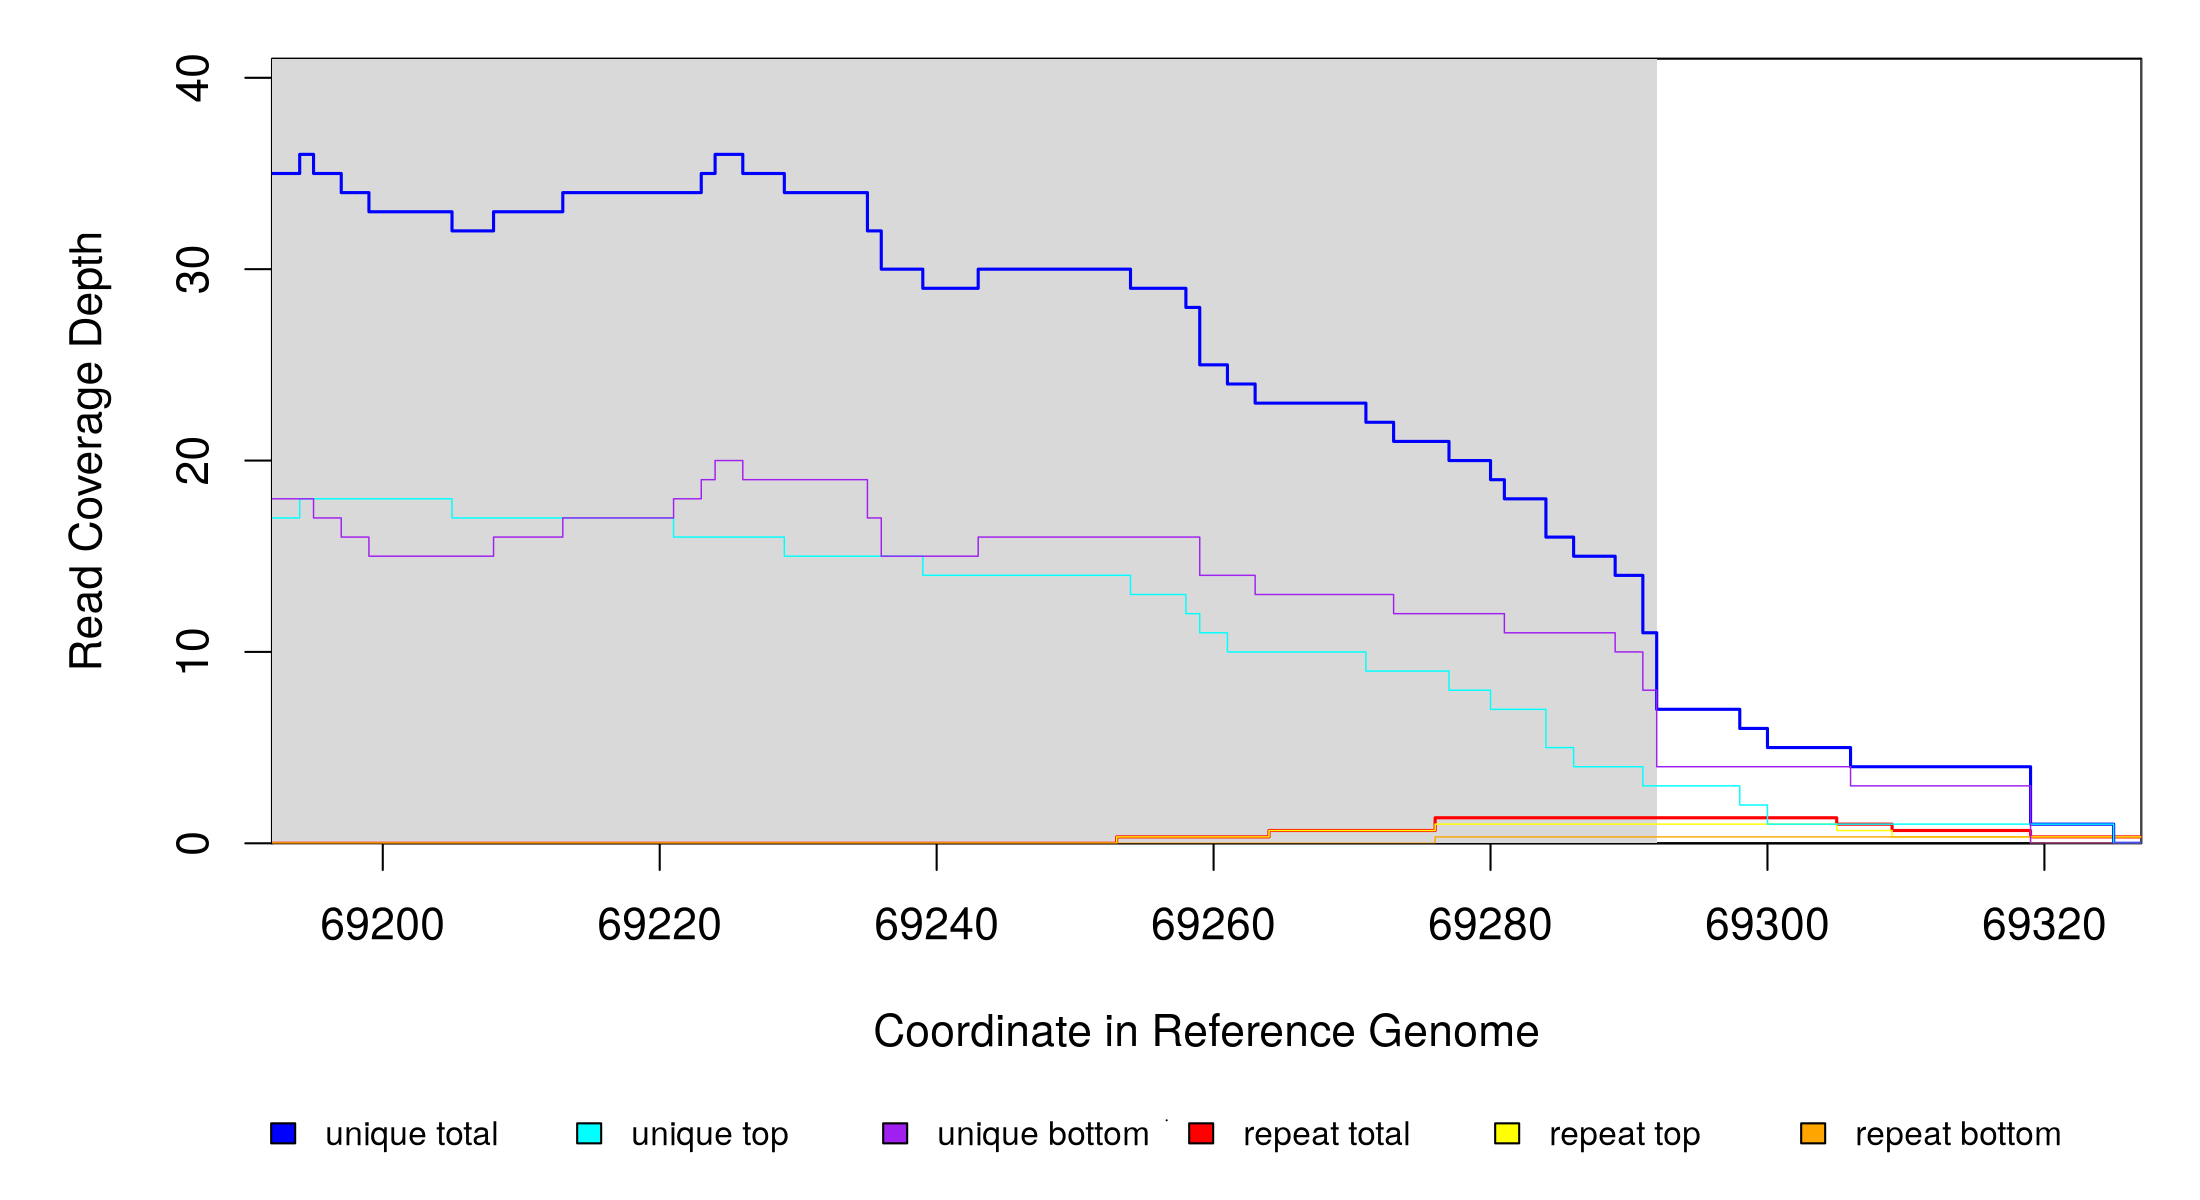 Read Coverage Depth
40
30
20
10
0
69200 69220 69240 69260 69280 69300 69320
Coordinate in Reference Genome
unique total unique top unique bottom repeat total repeat top repeat bottom